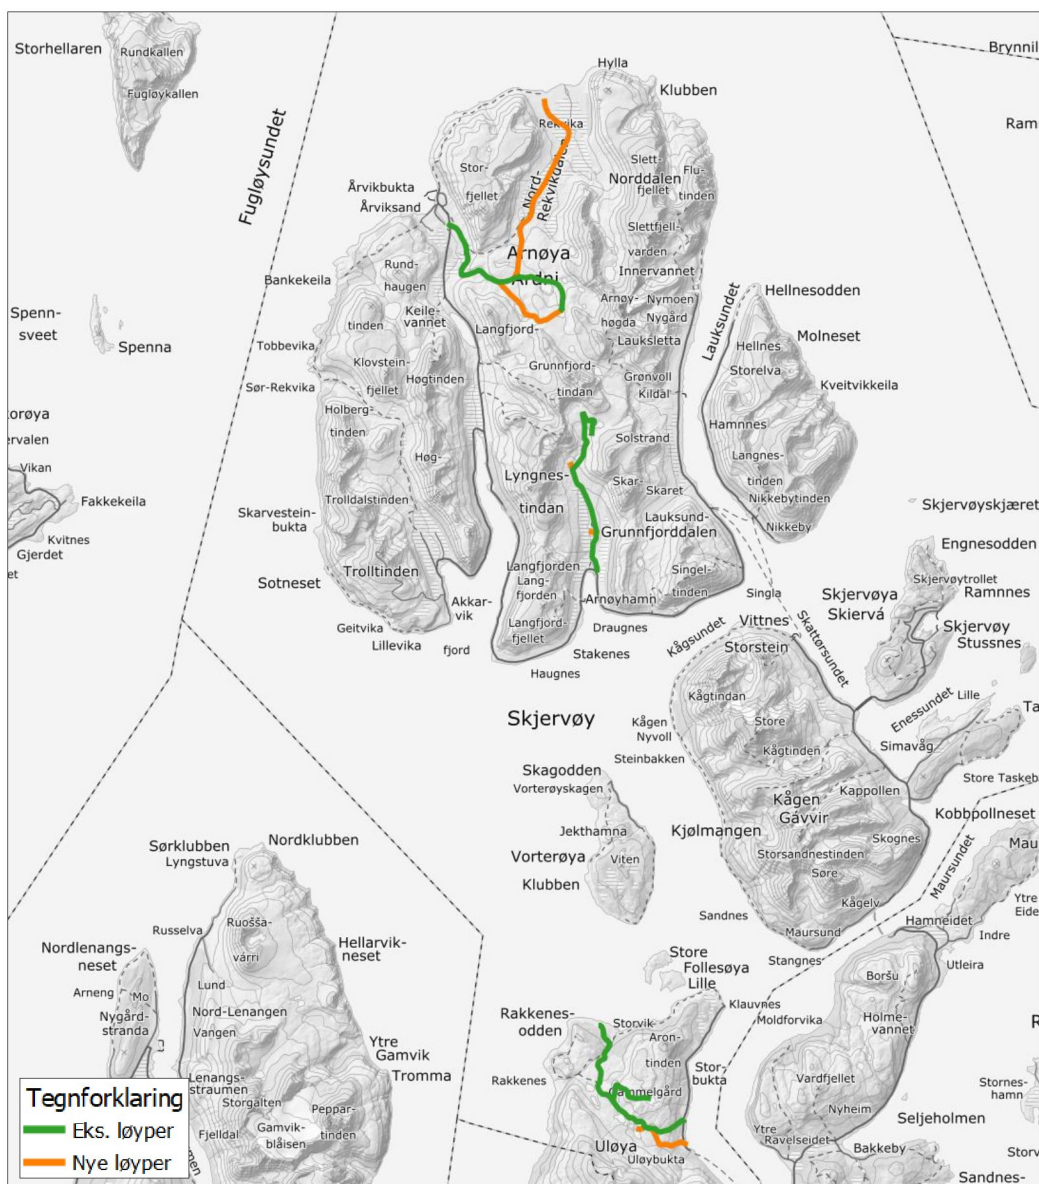 Storhellaren
Rundkallen
Fugløykallen
Fugløysundet
Hylla
Klubben
Brynnil
Ram
Rekvika
Stor-
fjellet
Nord-
Rekvikdalen
Slett-
Norddalen
fjellet
Flu-
tinden
Årvikbukta
Årviksand
Slettfjell-
varden
Arnøya
Ardni
Innervannet
Bankekeila
Rund-
haugen
Keile-
vannet
tinden
Langfjord-
Arnøy-
høgda
Nymoen
Nygård
Lauksletta
Lauksundet
Hellnesodden
Hellnes
Molneset
Storelva
Kveitvikkeila
Spenn-
sveet
Spenna
Tobbevika
Klovstein-
fjellet
Høgtinden
Grunnfjord-
tindan
Grønvoll
Kildal
Sør-Rekvika
Holberg-
tinden
Hamnnes
orøya
ervalen
Vikan
Fakkekeila
Kvitnes
Gjerdet
et
Høg-
Solstrand
Langnes-
tinden
Nikkebytinden
Nikkeby
Trolldalstinden
Skarvestein-
bukta
Lyngnes-
tindan
Skar-
Skaret
Lauksund-
Grunnfjorddalen
Skjervøyskjæret
Engnesodden
Sotneset
Trolltinden
Langfjorden
Lang-
fjorden
Singel-
tinden
Singla
Skjervøytrollet
Ramnnes
Skjervøya
Skiervá
Akkar-
vik
Arnøyhamn
Langfjord-
fjellet
Draugnes
Skjervøy
Stussnes
Geitvika
Lillevika
fjord
Stakenes
Haugnes
Kågsundet
Vittnes
Storstein
Skattørsundet
Kågtindan
Lille
Enessundet
Ta
Skjervøy
Kågen
Nyvoll
Store
Kågtinden
Simavåg
Steinbakken
Store Taskeb
Skagodden
Vorterøyskagen
Kappollen
Kågen
Gávvir
Kobbpollneset
Jekthamna
Kjølmangen
Skognes
Maursundet
Mau
Vorterøya
Viten
Klubben
Storsandnestinden
Søre
Kågelv
Ytre
Eide
Sørklubben
Nordklubben
Lyngstuva
Sandnes
Maursund
Hamneidet
Indre
Russelva
Ruošša-
várri
Hellarvik-
neset
Stangnes
Utleira
Nordlenangs-
neset
Store
Follesøya
Lille
Boršu
Arneng
Mo
Lund
Nygård-
stranda
Nord-Lenangen
Vangen
Rakkenes-
odden
Storvik
Klauvnes
Moldforvika
Holme-
vannet
R
Aron-
tinden
Ytre
Gamvik
Tromma
Rakkenes
Stor-
bukta
Gammelgård
Vardfjellet
Stornes-
hamn
Lenangs-
straumen
Storgalten
Peppar-
tinden
Nyheim
Seljeholmen
Fjelldal
Gamvik-
blåisen
Uløya
Uløybukta
Ytre
Ravelseidet
Bakkeby
Storv
men
Sandnes-
Tegnforklaring
Eks. løyper
Nye løyper